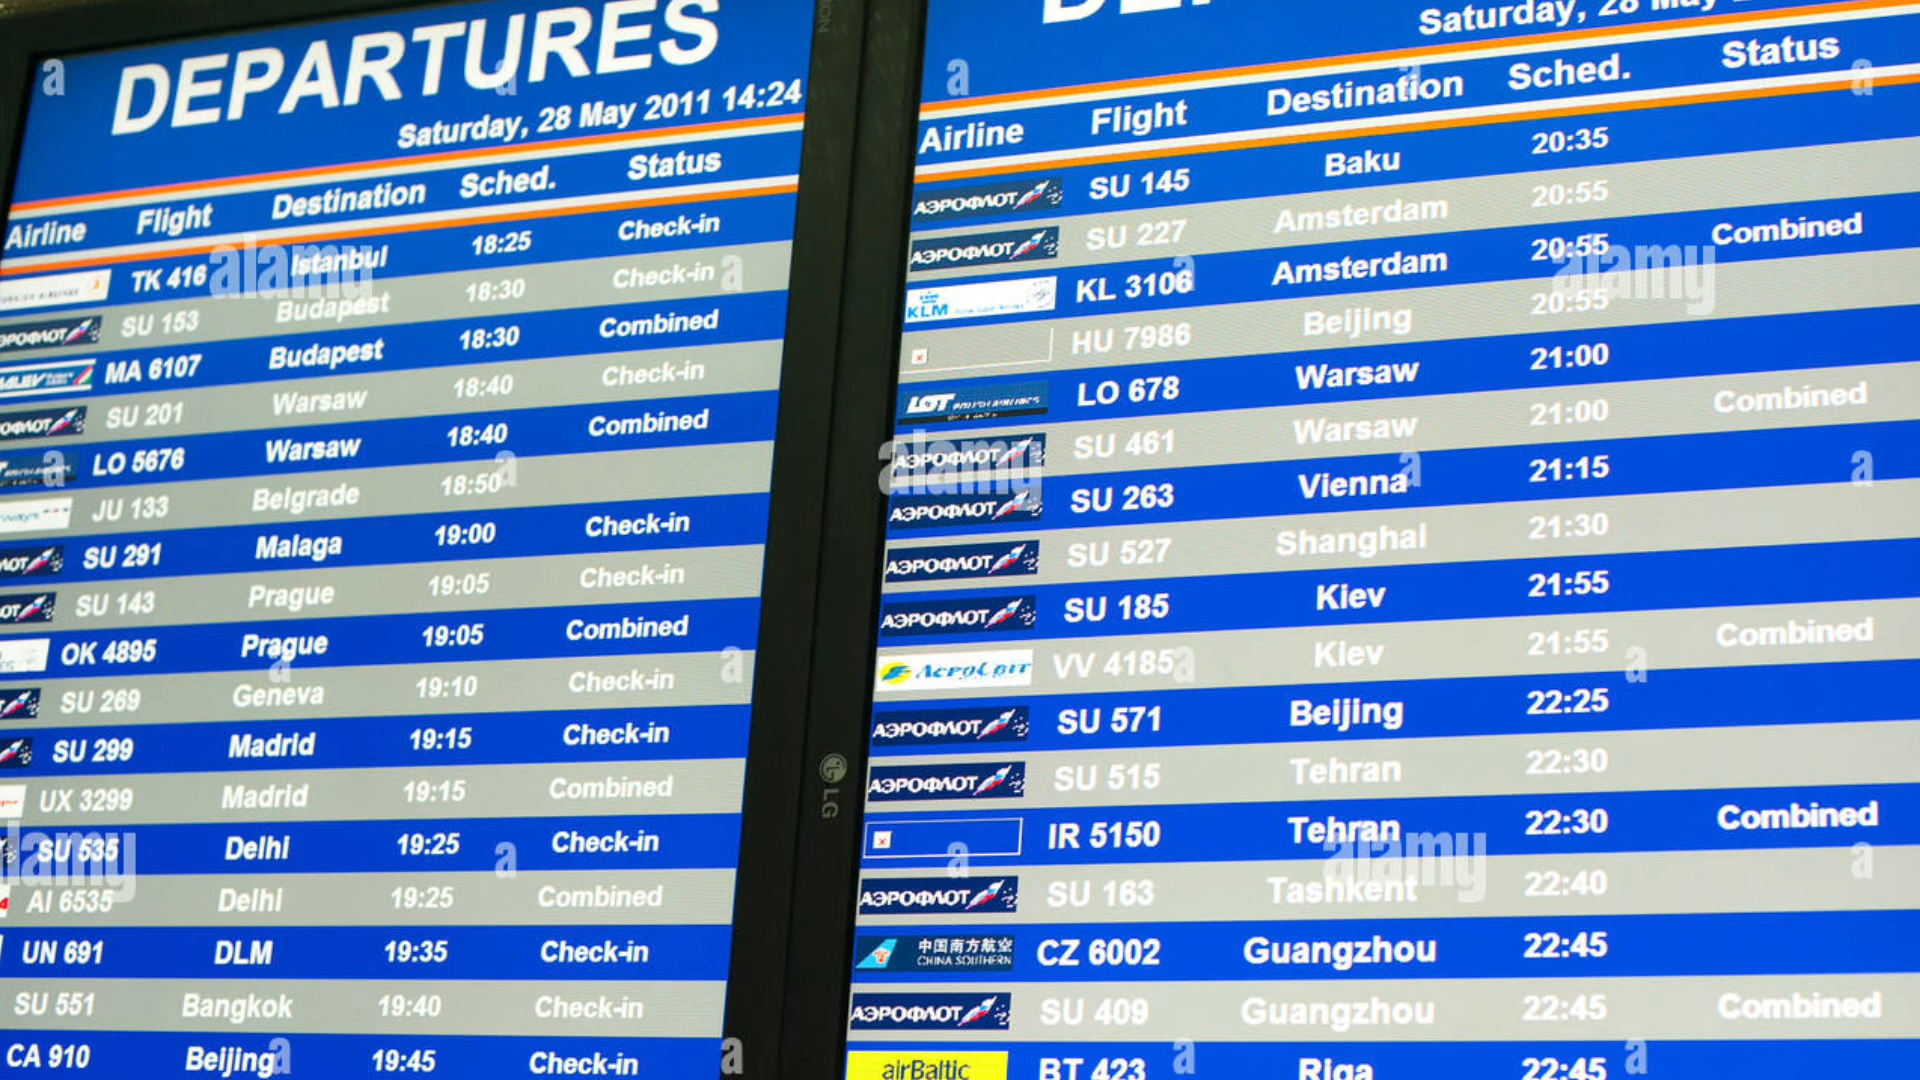 DEPARTURES
Saturday, 28 May 2011 14:24
Airline Flight Destination Sched. Status
TK 416 Istanbul 18:25 Check-in
SU 153 Budapest 18:30 Check-in
MA 6107 Budapest 18:30 Combined
SU 201 Warsaw 18:40 Check-in
LO 5676 Warsaw 18:40 Combined
JU 133 Belgrade 18:50
SU 291 Malaga 19:00 Check-in
SU 143 Prague 19:05 Check-in
OK 4895 Prague 19:05 Combined
SU 269 Geneva 19:10 Check-in
SU 299 Madrid 19:15 Check-in
UX 3299 Madrid 19:15 Combined
SU 535 Delhi 19:25 Check-in
AI 6535 Delhi 19:25 Combined
UN 691 DLM 19:35 Check-in
SU 551 Bangkok 19:40 Check-in
CA 910 Beijing 19:45 Check-in
LG
Saturday, 28 May
Airline Flight Destination Sched. Status
АЭРОФЛОТ SU 145 Baku 20:35
АЭРОФЛОТ SU 227 Amsterdam 20:55
KLM KL 3106 Amsterdam 20:55 Combined
HU 7986 Beijing 20:55
LOT POLISH AIRLINES LO 678 Warsaw 21:00
АЭРОФЛОТ SU 461 Warsaw 21:00 Combined
АЭРОФЛОТ SU 263 Vienna 21:15
АЭРОФЛОТ SU 527 Shanghai 21:30
АЭРОФЛОТ SU 185 Kiev 21:55
АероСвіт VV 4185 Kiev 21:55 Combined
АЭРОФЛОТ SU 571 Beijing 22:25
АЭРОФЛОТ SU 515 Tehran 22:30
IR 5150 Tehran 22:30 Combined
АЭРОФЛОТ SU 163 Tashkent 22:40
中国南方航空 CHINA SOUTHERN CZ 6002 Guangzhou 22:45
АЭРОФЛОТ SU 409 Guangzhou 22:45 Combined
airBaltic BT 423 Riga 22:45
alamy
alamy
alamy
alamy
alamy